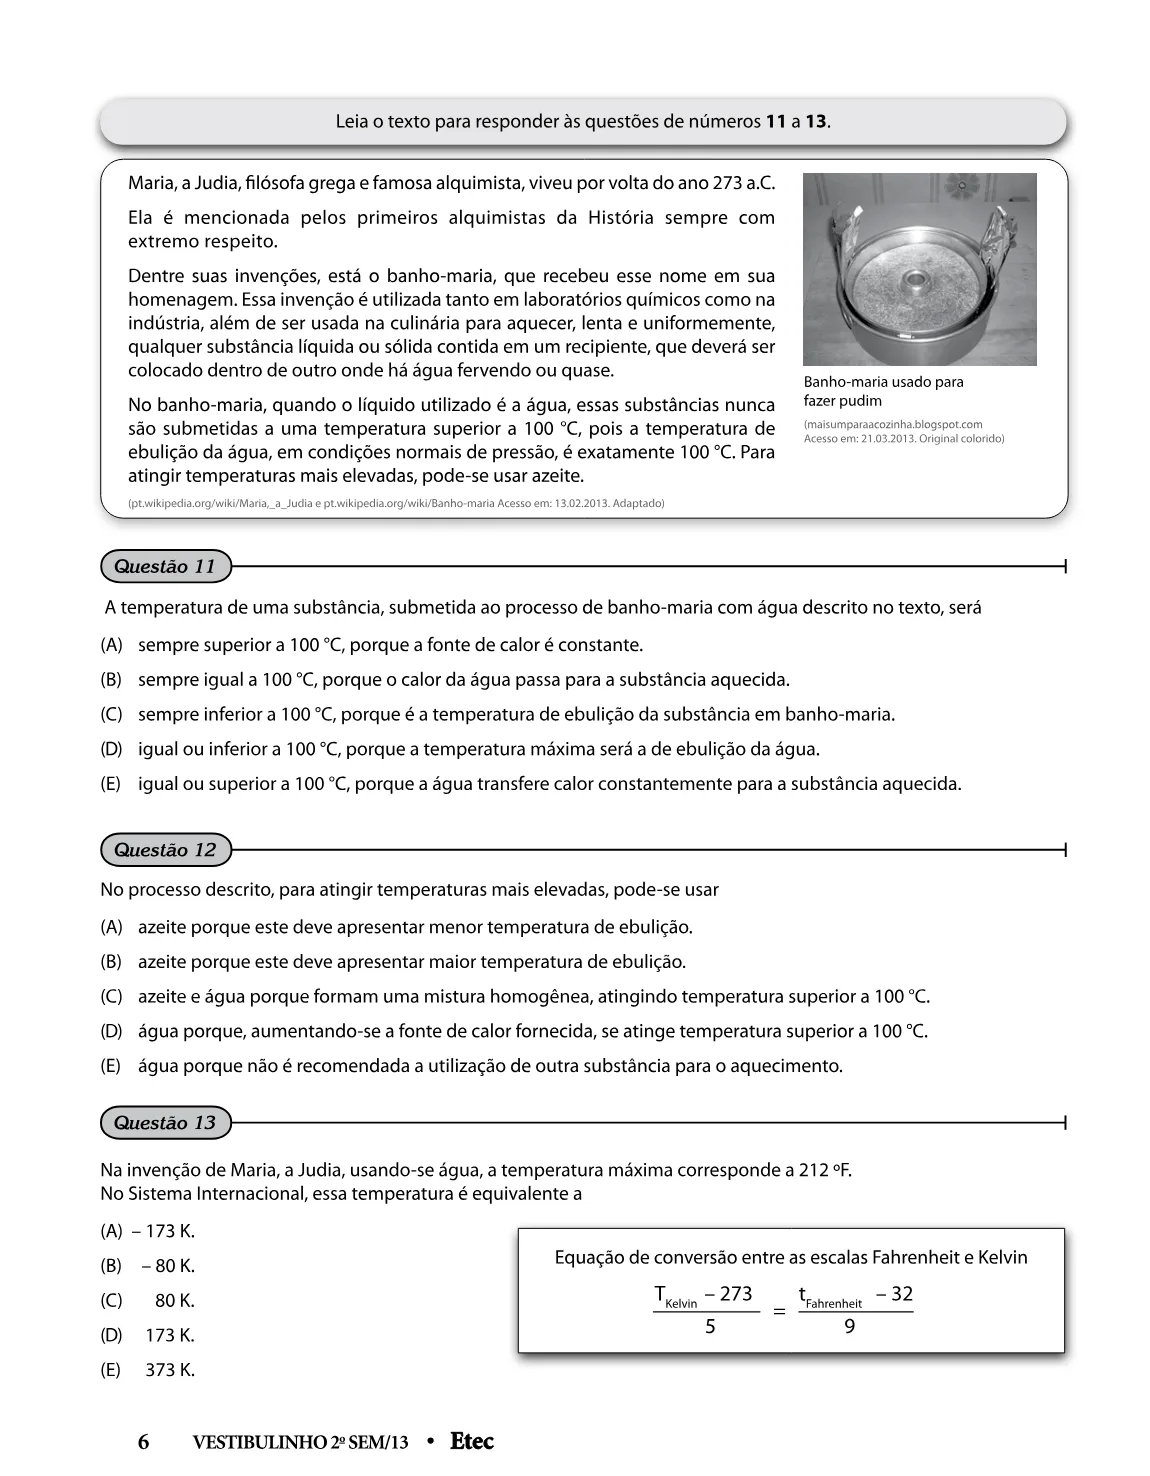 Leia o texto para responder às questões de números 11 a 13.
Maria, a Judia, filósofa grega e famosa alquimista, viveu por volta do ano 273 a.C.
Ela é mencionada pelos primeiros alquimistas da História sempre com
extremo respeito.
Dentre suas invenções, está o banho-maria, que recebeu esse nome em sua
homenagem. Essa invenção é utilizada tanto em laboratórios químicos como na
indústria, além de ser usada na culinária para aquecer, lenta e uniformemente,
qualquer substância líquida ou sólida contida em um recipiente, que deverá ser
colocado dentro de outro onde há água fervendo ou quase.
No banho-maria, quando o líquido utilizado é a água, essas substâncias nunca
são submetidas a uma temperatura superior a 100 °C, pois a temperatura de
ebulição da água, em condições normais de pressão, é exatamente 100 °C. Para
atingir temperaturas mais elevadas, pode-se usar azeite.
(pt.wikipedia.org/wiki/Maria,_a_Judia e pt.wikipedia.org/wiki/Banho-maria Acesso em: 13.02.2013. Adaptado)
Banho-maria usado para
fazer pudim
(maisumparaacozinha.blogspot.com
Acesso em: 21.03.2013. Original colorido)
Questão 11
A temperatura de uma substância, submetida ao processo de banho-maria com água descrito no texto, será
(A) sempre superior a 100 °C, porque a fonte de calor é constante.
(B) sempre igual a 100 °C, porque o calor da água passa para a substância aquecida.
(C) sempre inferior a 100 °C, porque é a temperatura de ebulição da substância em banho-maria.
(D) igual ou inferior a 100 °C, porque a temperatura máxima será a de ebulição da água.
(E) igual ou superior a 100 °C, porque a água transfere calor constantemente para a substância aquecida.
Questão 12
No processo descrito, para atingir temperaturas mais elevadas, pode-se usar
(A) azeite porque este deve apresentar menor temperatura de ebulição.
(B) azeite porque este deve apresentar maior temperatura de ebulição.
(C) azeite e água porque formam uma mistura homogênea, atingindo temperatura superior a 100 °C.
(D) água porque, aumentando-se a fonte de calor fornecida, se atinge temperatura superior a 100 °C.
(E) água porque não é recomendada a utilização de outra substância para o aquecimento.
Questão 13
Na invenção de Maria, a Judia, usando-se água, a temperatura máxima corresponde a 212 ºF.
No Sistema Internacional, essa temperatura é equivalente a
(A) – 173 K.
(B) – 80 K.
(C) 80 K.
(D) 173 K.
(E) 373 K.
Equação de conversão entre as escalas Fahrenheit e Kelvin
TKelvin – 273 = tFahrenheit – 32
5 9
6 VESTIBULINHO 2º SEM/13 • Etec